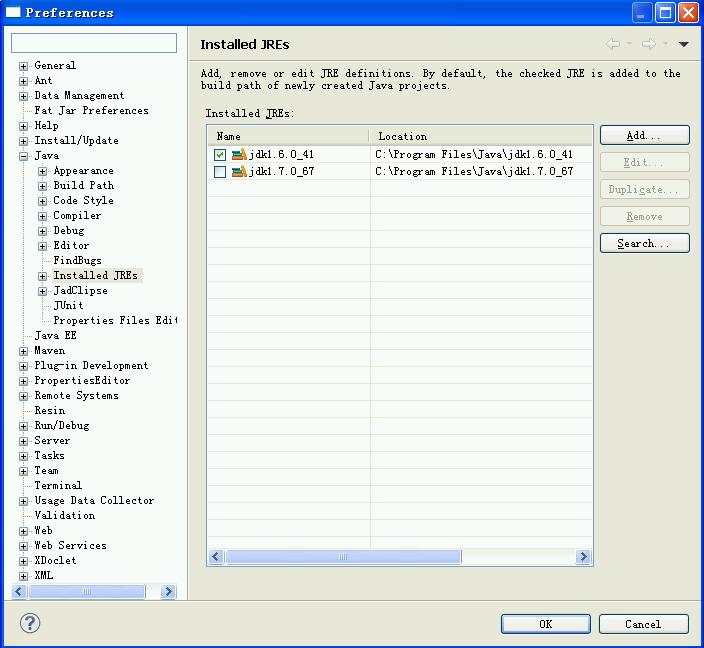 Preferences
General
Ant
Data Management
Fat Jar Preferences
Help
Install/Update
Java
Appearance
Build Path
Code Style
Compiler
Debug
Editor
FindBugs
Installed JREs
JadClipse
JUnit
Properties Files Edit
Java EE
Maven
Plug-in Development
PropertiesEditor
Remote Systems
Resin
Run/Debug
Server
Tasks
Team
Terminal
Usage Data Collector
Validation
Web
Web Services
XDoclet
XML
Installed JREs
Add, remove or edit JRE definitions. By default, the checked JRE is added to the
build path of newly created Java projects.
Installed JREs:
Name Location
jdk1.6.0_41 C:\Program Files\Java\jdk1.6.0_41
jdk1.7.0_67 C:\Program Files\Java\jdk1.7.0_67
Add...
Edit...
Duplicate...
Remove
Search...
?
OK Cancel